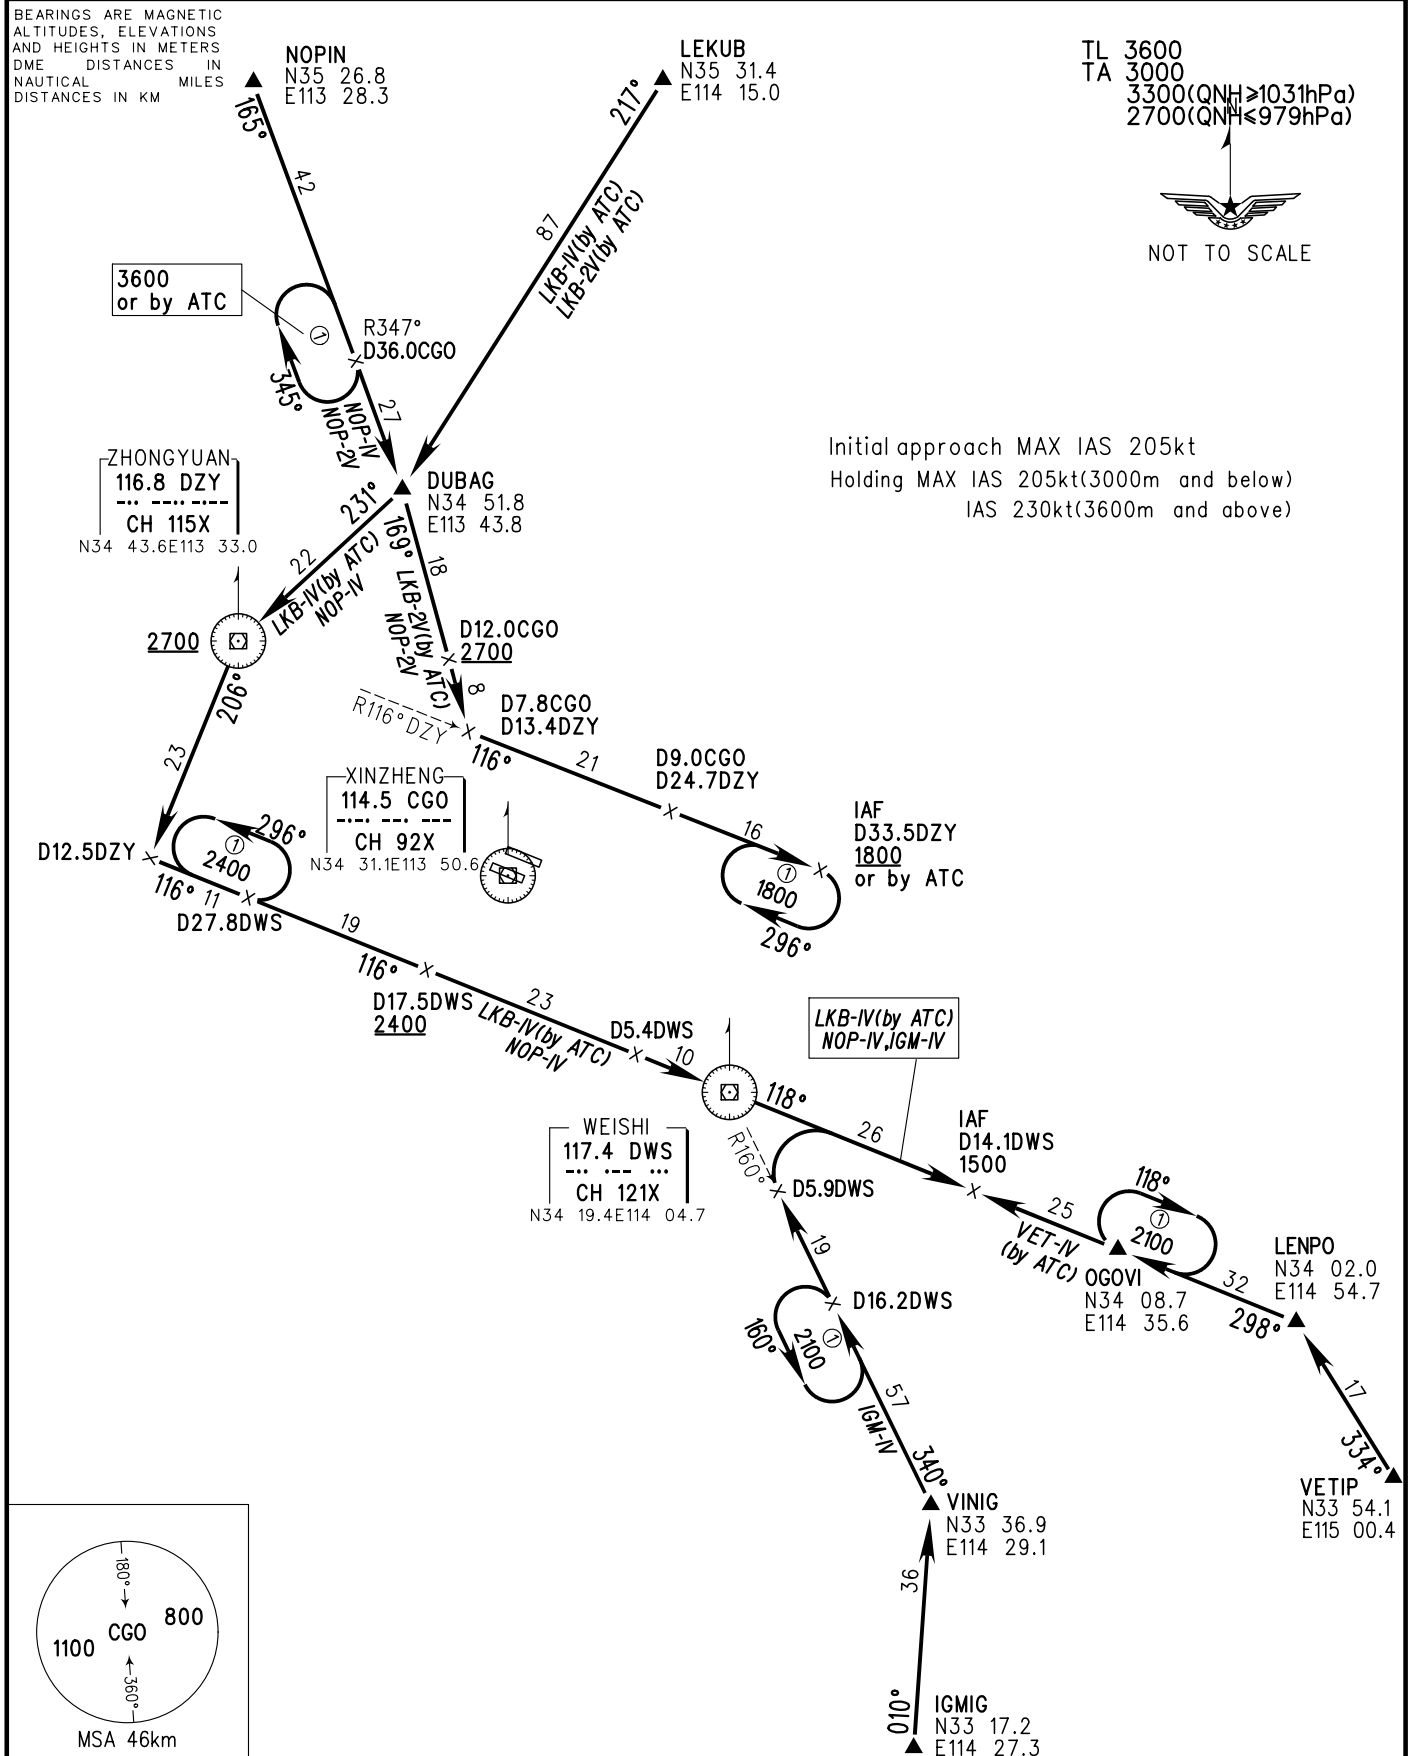 BEARINGS ARE MAGNETIC
ALTITUDES, ELEVATIONS
AND HEIGHTS IN METERS
DME DISTANCES IN
NAUTICAL MILES
DISTANCES IN KM
NOPIN
N35 26.8
E113 28.3
LEKUB
N35 31.4
E114 15.0
TL 3600
TA 3000
3300(QNH⩾1031hPa)
2700(QNH⩽979hPa)
N
NOT TO SCALE
165°
42
217°
87
LKB-1V(by ATC)
LKB-2V(by ATC)
3600
or by ATC
①
R347°
D36.0CGO
345°
NOP-1V
NOP-2V
27
Initial approach MAX IAS 205kt
Holding MAX IAS 205kt(3000m and below)
IAS 230kt(3600m and above)
ZHONGYUAN
116.8 DZY
-·· --·· -·--
CH 115X
N34 43.6E113 33.0
DUBAG
N34 51.8
E113 43.8
231°
22
LKB-1V(by ATC)
NOP-1V
169°
18
LKB-2V(by ATC)
NOP-2V
2700
D12.0CGO
2700
8
206°
23
R116°DZY
D7.8CGO
D13.4DZY
116°
21
D9.0CGO
D24.7DZY
XINZHENG
114.5 CGO
-·-· --· ---
CH 92X
N34 31.1E113 50.6
16
IAF
D33.5DZY
1800
or by ATC
①
1800
296°
D12.5DZY
296°
①
2400
116°
11
D27.8DWS
19
116°
D17.5DWS
2400
23
LKB-1V(by ATC)
NOP-1V
D5.4DWS
10
LKB-1V(by ATC)
NOP-1V,IGM-1V
WEISHI
117.4 DWS
-·· ·-- ···
CH 121X
N34 19.4E114 04.7
118°
26
IAF
D14.1DWS
1500
R160°
D5.9DWS
19
25
VET-1V
(by ATC)
118°
①
2100
OGOVI
N34 08.7
E114 35.6
32
298°
LENPO
N34 02.0
E114 54.7
D16.2DWS
①
2100
160°
57
IGM-1V
340°
17
334°
VETIP
N33 54.1
E115 00.4
VINIG
N33 36.9
E114 29.1
36
010°
IGMIG
N33 17.2
E114 27.3
180°
800
CGO
1100
360°
MSA 46km